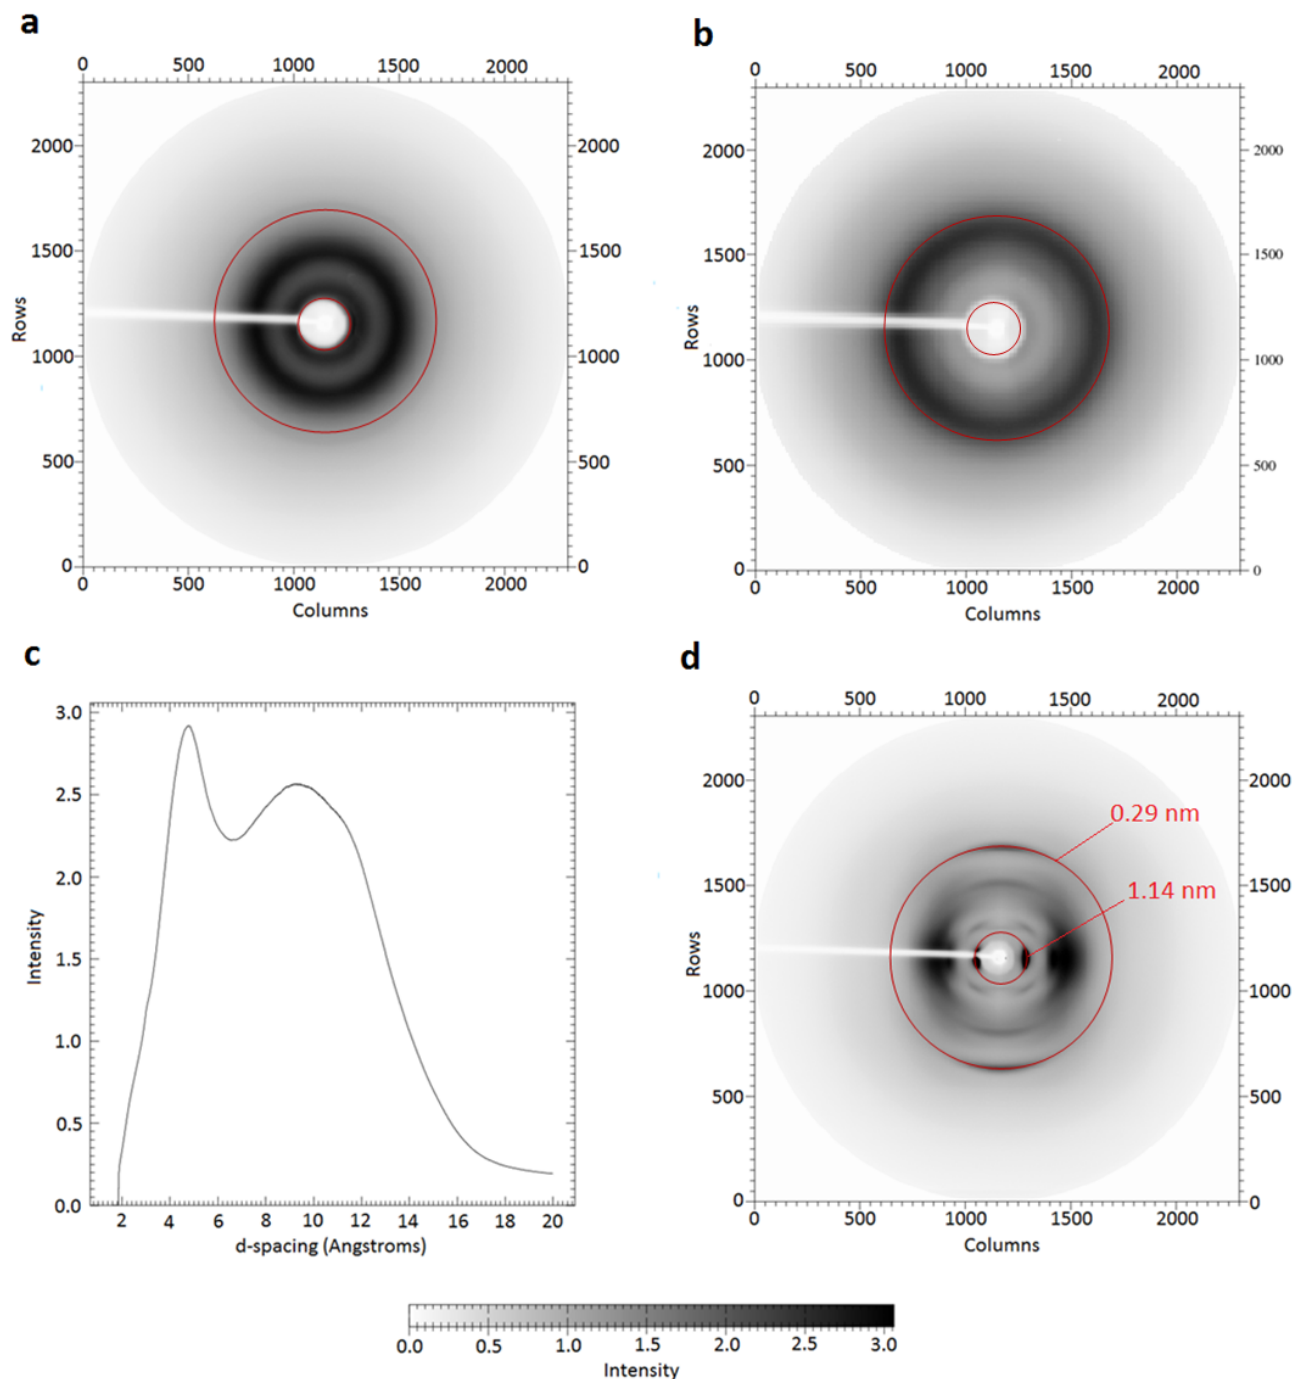 a
0 500 1000 1500 2000
2000 2000
1500 1500
Rows
1000 1000
500 500
0 0
0 500 1000 1500 2000
Columns
b
0 500 1000 1500 2000
2000 2000
1500 1500
Rows
1000 1000
500 500
0 0
0 500 1000 1500 2000
Columns
c
3.0
2.5
2.0
Intensity
1.5
1.0
0.5
0.0
2 4 6 8 10 12 14 16 18 20
d-spacing (Angstroms)
d
0 500 1000 1500 2000
2000 2000
0.29 nm
1.14 nm
1500 1500
Rows
1000 1000
500 500
0 0
0 500 1000 1500 2000
Columns
0.0 0.5 1.0 1.5 2.0 2.5 3.0
Intensity